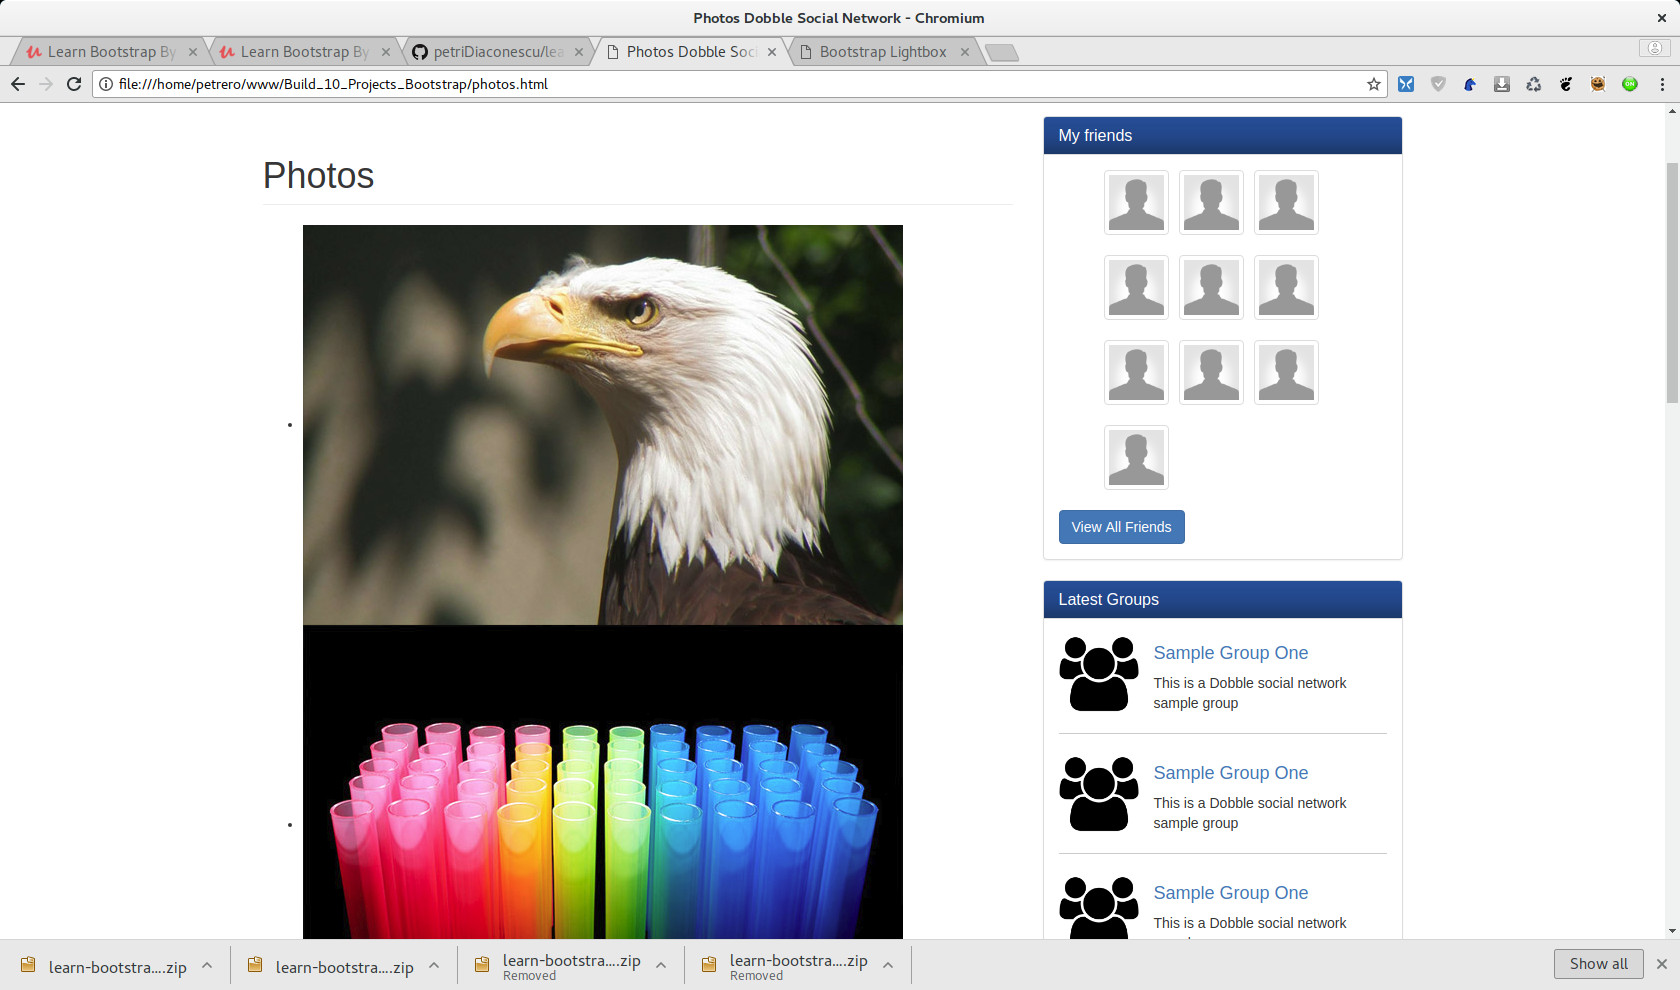 Photos Dobble Social Network - Chromium
Learn Bootstrap By
Learn Bootstrap By
petriDiaconescu/lea
Photos Dobble Soci
Bootstrap Lightbox
file:///home/petrero/www/Build_10_Projects_Bootstrap/photos.html
ON
Photos
My friends
View All Friends
Latest Groups
Sample Group One
This is a Dobble social network
sample group
Sample Group One
This is a Dobble social network
sample group
Sample Group One
This is a Dobble social network
learn-bootstra....zip
learn-bootstra....zip
learn-bootstra....zip
Removed
learn-bootstra....zip
Removed
Show all